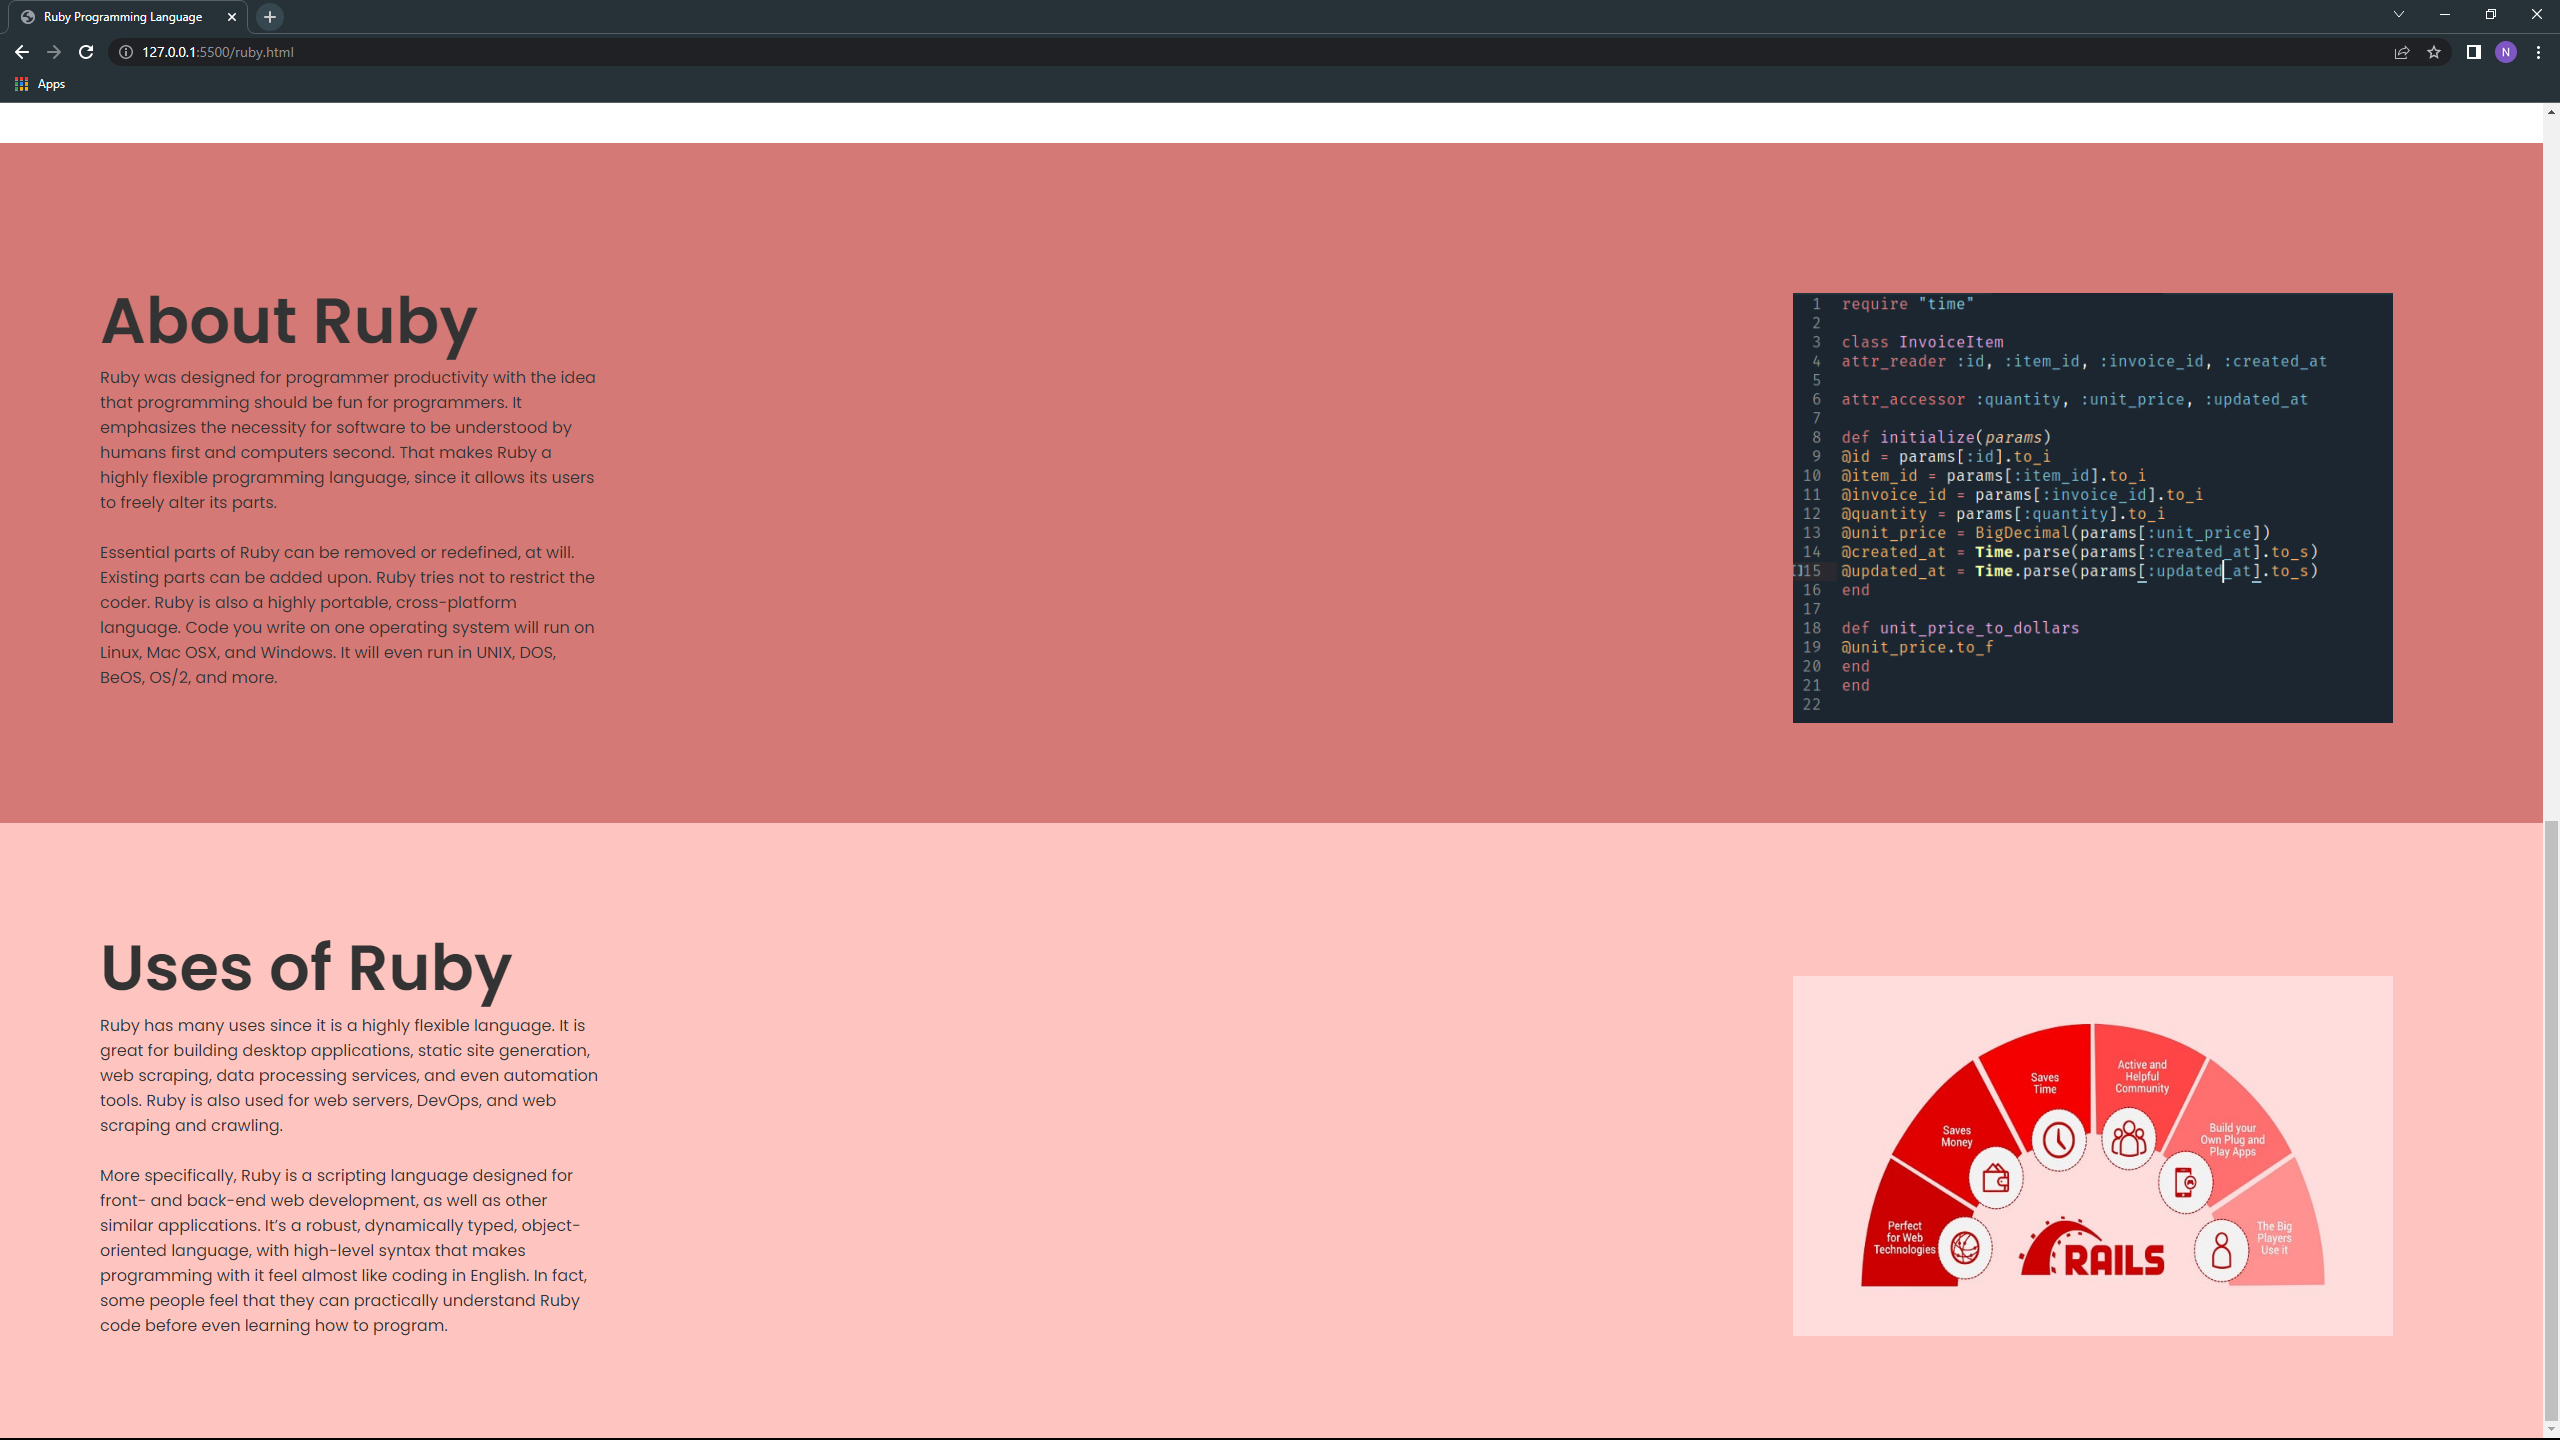 Ruby Programming Language
127.0.0.1:5500/ruby.html
N
Apps
About Ruby
Ruby was designed for programmer productivity with the idea
that programming should be fun for programmers. It
emphasizes the necessity for software to be understood by
humans first and computers second. That makes Ruby a
highly flexible programming language, since it allows its users
to freely alter its parts.
Essential parts of Ruby can be removed or redefined, at will.
Existing parts can be added upon. Ruby tries not to restrict the
coder. Ruby is also a highly portable, cross-platform
language. Code you write on one operating system will run on
Linux, Mac OSX, and Windows. It will even run in UNIX, DOS,
BeOS, OS/2, and more.
1 require "time"
2
3 class InvoiceItem
4 attr_reader :id, :item_id, :invoice_id, :created_at
5
6 attr_accessor :quantity, :unit_price, :updated_at
7
8 def initialize(params)
9 @id = params[:id].to_i
10 @item_id = params[:item_id].to_i
11 @invoice_id = params[:invoice_id].to_i
12 @quantity = params[:quantity].to_i
13 @unit_price = BigDecimal(params[:unit_price])
14 @created_at = Time.parse(params[:created_at].to_s)
15 @updated_at = Time.parse(params[:updated_at].to_s)
16 end
17
18 def unit_price_to_dollars
19 @unit_price.to_f
20 end
21 end
22
Uses of Ruby
Ruby has many uses since it is a highly flexible language. It is
great for building desktop applications, static site generation,
web scraping, data processing services, and even automation
tools. Ruby is also used for web servers, DevOps, and web
scraping and crawling.
More specifically, Ruby is a scripting language designed for
front- and back-end web development, as well as other
similar applications. It’s a robust, dynamically typed, object-
oriented language, with high-level syntax that makes
programming with it feel almost like coding in English. In fact,
some people feel that they can practically understand Ruby
code before even learning how to program.
Perfect
for Web
Technologies
Saves
Money
Saves
Time
Active and
Helpful
Community
Build your
Own Plug and
Play Apps
The Big
Players
Use it
RAILS